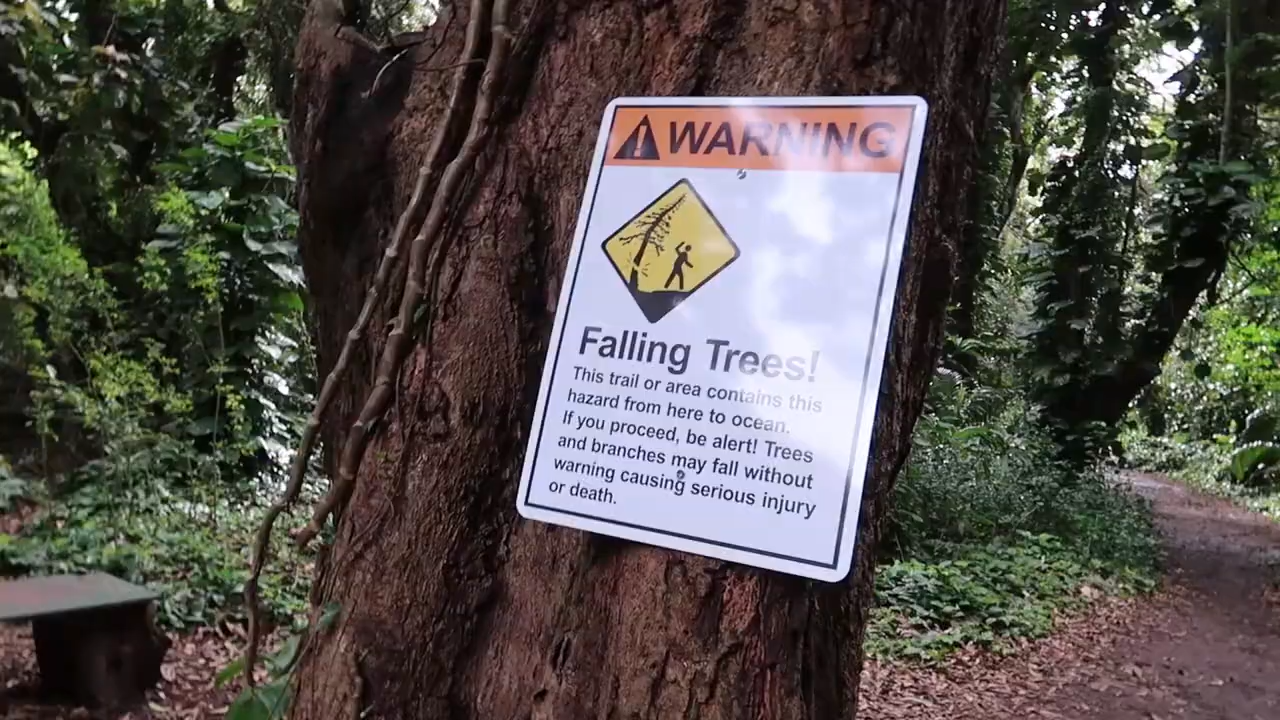 WARNING
Falling Trees!
This trail or area contains this
hazard from here to ocean.
If you proceed, be alert! Trees
and branches may fall without
warning causing serious injury
or death.